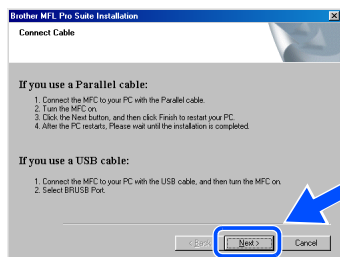 Brother MFL Pro Suite Installation
Connect Cable
If you use a Parallel cable:
1. Connect the MFC to your PC with the Parallel cable.
2. Turn the MFC on.
3. Click the Next button, and then click Finish to restart your PC.
4. After the PC restarts, Please wait until the installation is completed.
If you use a USB cable:
1. Connect the MFC to your PC with the USB cable, and then turn the MFC on.
2. Select BRUSB Port.
< Back Next > Cancel